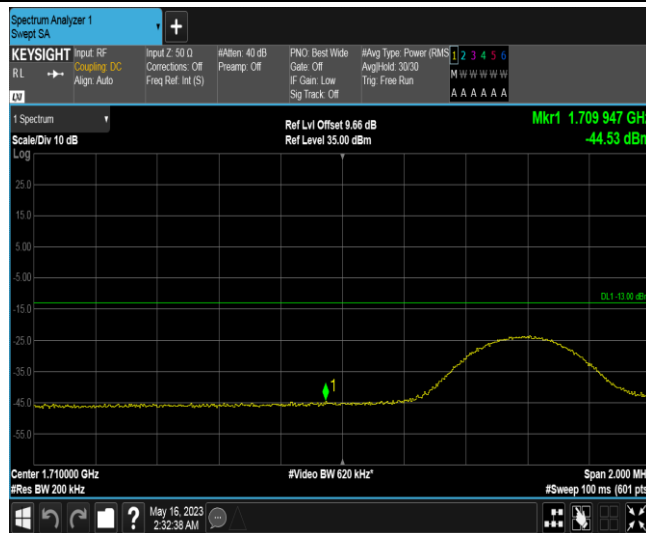 Spectrum Analyzer 1
Swept SA
KEYSIGHT
RL
Input: RF
Coupling: DC
Align: Auto
Input Z: 50 Ω
Corrections: Off
Freq Ref: Int (S)
#Atten: 40 dB
Preamp: Off
PNO: Best Wide
Gate: Off
IF Gain: Low
Sig Track: Off
#Avg Type: Power (RMS
Avg|Hold: 30/30
Trig: Free Run
1 2 3 4 5 6
M W W W W W
A A A A A A
1 Spectrum
Scale/Div 10 dB
Ref Lvl Offset 9.66 dB
Ref Level 35.00 dBm
Mkr1 1.709 947 GHz
-44.53 dBm
Log
25.0
15.0
5.00
-5.00
DL1 -13.00 dBm
-15.0
-25.0
-35.0
1
-45.0
-55.0
Center 1.710000 GHz
#Video BW 620 kHz*
Span 2.000 MH
#Res BW 200 kHz
#Sweep 100 ms (601 pts
May 16, 2023
2:32:38 AM